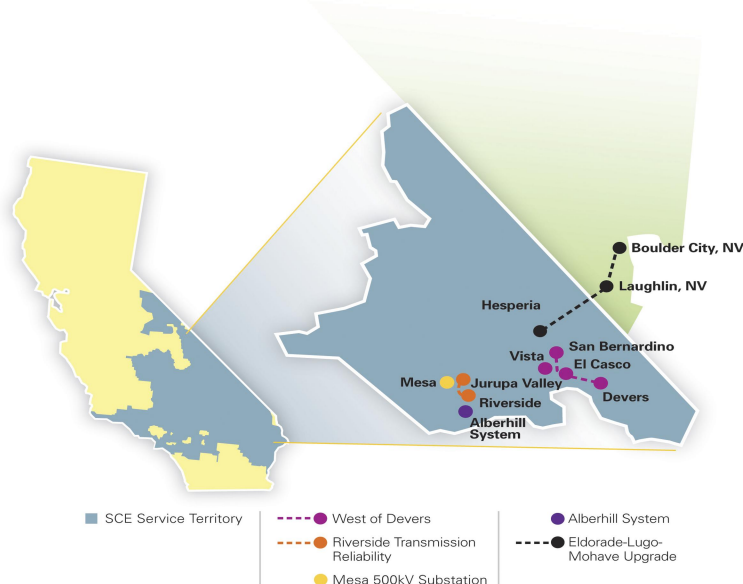 Boulder City, NV
Laughlin, NV
Hesperia
San Bernardino
Vista
El Casco
Mesa
Jurupa Valley
Devers
Riverside
Alberhill
System
SCE Service Territory
West of Devers
Riverside Transmission
Reliability
Mesa 500kV Substation
Alberhill System
Eldorade-Lugo-
Mohave Upgrade